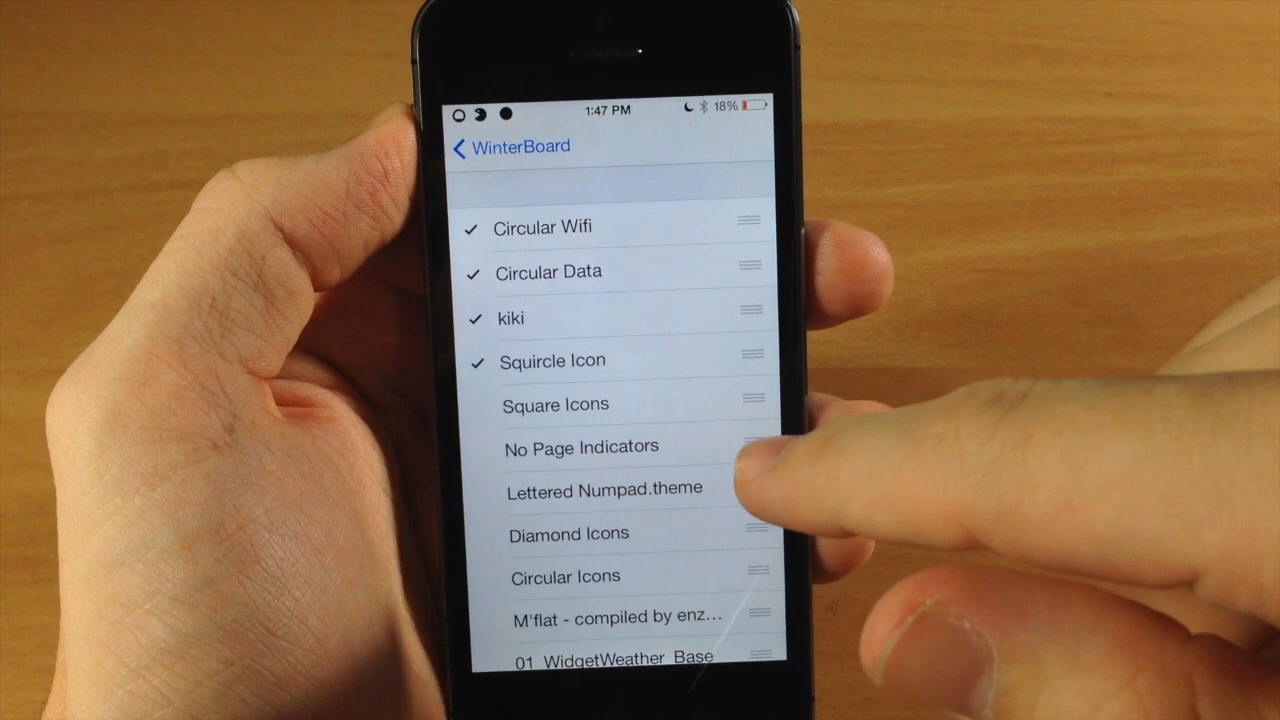 1:47 PM 18%
WinterBoard
Circular Wifi
Circular Data
kiki
Squircle Icon
Square Icons
No Page Indicators
Lettered Numpad.theme
Diamond Icons
Circular Icons
M'flat - compiled by enz...
01_WidgetWeather_Base